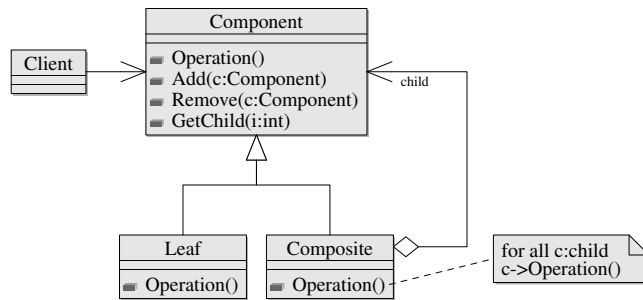 Component
Operation()
Add(c:Component)
Remove(c:Component)
GetChild(i:int)
Client
child
Leaf
Operation()
Composite
Operation()
for all c:child
c->Operation()